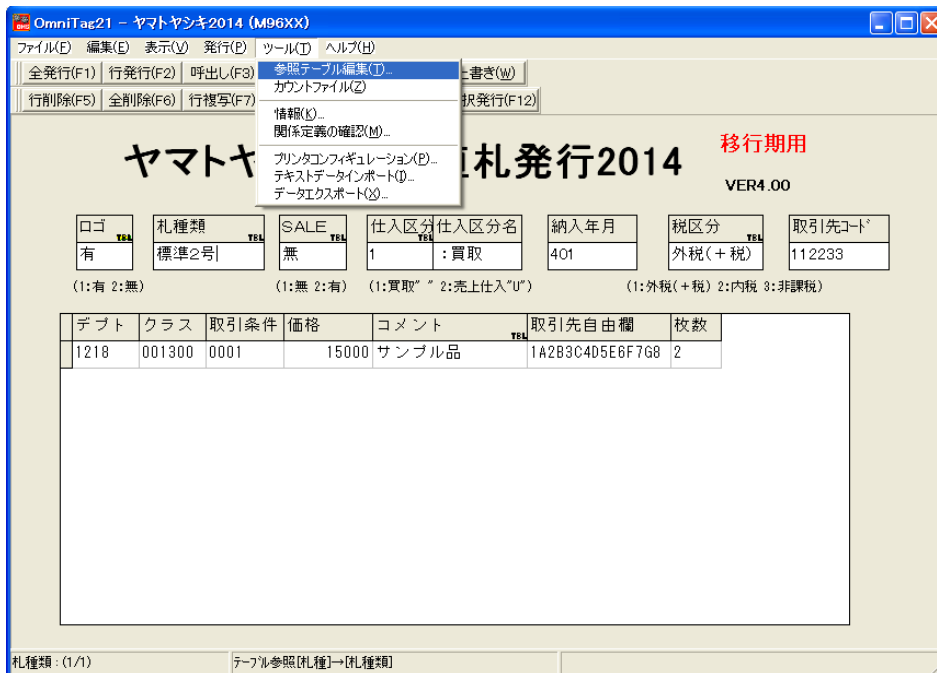 OmniTag21 - ヤマトヤシキ2014 (M96XX)
ファイル(F) 編集(E) 表示(V) 発行(P) ツール(T) ヘルプ(H)
全発行(F1) 行発行(F2) 呼出し(F3) 上書き(W)
行削除(F5) 全削除(F6) 行複写(F7) 択発行(F12)
参照テーブル編集(T)...
カウントファイル(Z)
情報(K)...
関係定義の確認(M)...
プリンタコンフィギュレーション(P)...
テキストデータインポート(I)...
データエクスポート(X)...
ヤマトヤ 札発行2014
移行期用
VER4.00
ロゴ TBL 札種類 TBL SALE TBL 仕入区分 TBL 仕入区分名 納入年月 税区分 TBL 取引先コード
有 標準2号 無 1 :買取 401 外税(+税) 112233
(1:有 2:無) (1:無 2:有) (1:買取" " 2:売上仕入"U") (1:外税(+税) 2:内税 3:非課税)
デプト クラス 取引条件 価格 コメント TBL 取引先自由欄 枚数
1218 001300 0001 15000 サンプル品 1A2B3C4D5E6F7G8 2
札種類:(1/1) テーブル参照[札種]→[札種類]